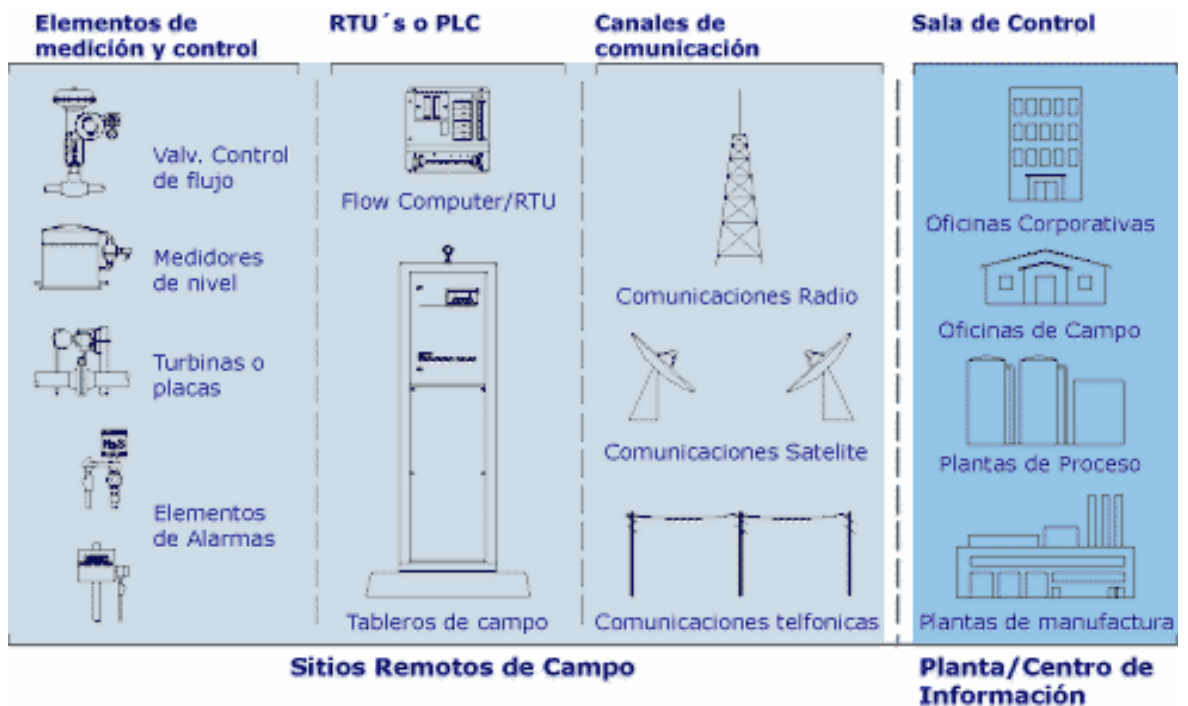 Elementos de
medición y control
RTU´s o PLC
Canales de
comunicación
Sala de Control
Valv. Control
de flujo
Medidores
de nivel
Turbinas o
placas
Elementos
de Alarmas
Flow Computer/RTU
Tableros de campo
Comunicaciones Radio
Comunicaciones Satelite
Comunicaciones telfonicas
Oficinas Corporativas
Oficinas de Campo
Plantas de Proceso
Plantas de manufactura
Sitios Remotos de Campo
Planta/Centro de
Información